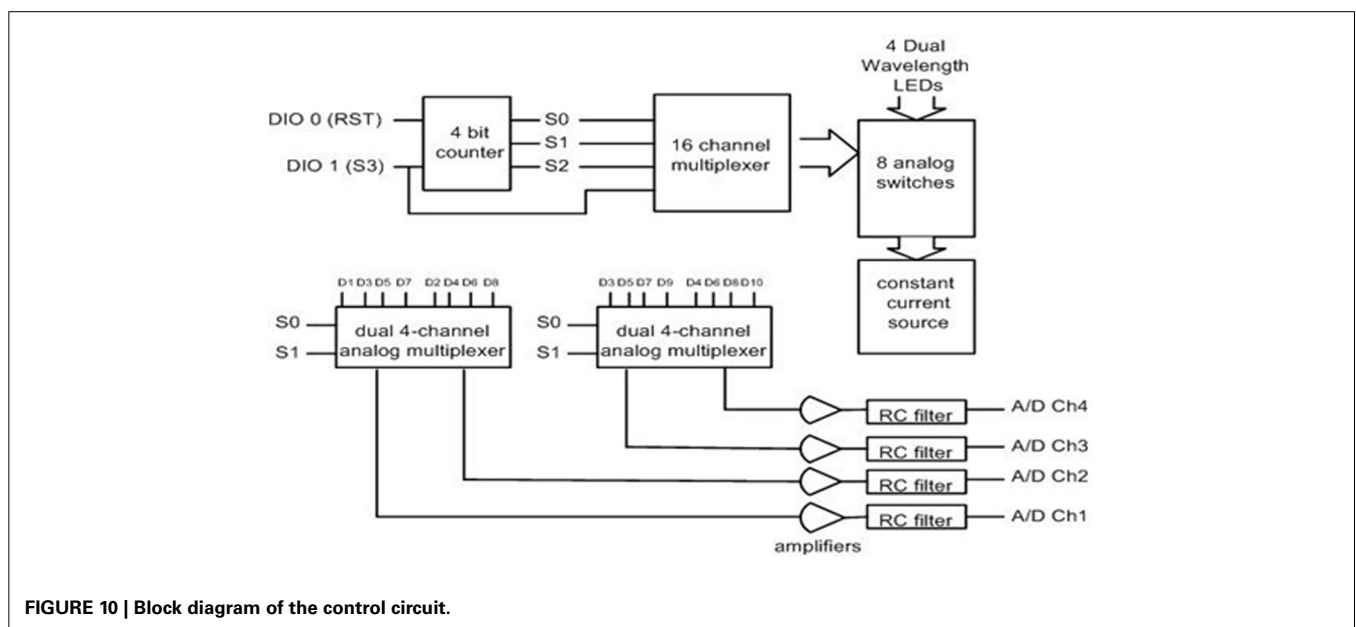 4 Dual
Wavelength
LEDs
DIO 0 (RST)
DIO 1 (S3)
4 bit
counter
S0
S1
S2
16 channel
multiplexer
8 analog
switches
constant
current
source
D1 D3 D5 D7 D2 D4 D6 D8
S0
S1
dual 4-channel
analog multiplexer
D3 D5 D7 D9 D4 D6 D8 D10
S0
S1
dual 4-channel
analog multiplexer
RC filter A/D Ch4
RC filter A/D Ch3
RC filter A/D Ch2
RC filter A/D Ch1
amplifiers
FIGURE 10 | Block diagram of the control circuit.